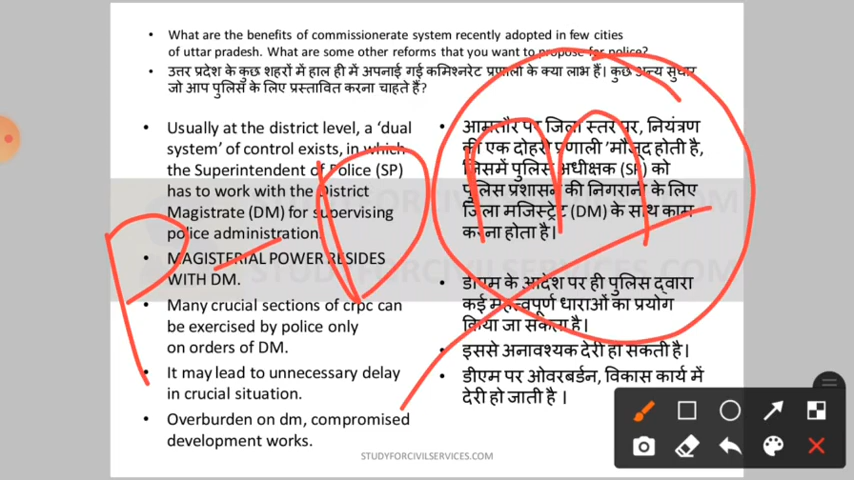 What are the benefits of commissionerate system recently adopted in few cities
of uttar pradesh. What are some other reforms that you want to propose for police?
उत्तर प्रदेश के कुछ शहरों में हाल ही में अपनाई गई कमिश्नरेट प्रणाली के क्या लाभ हैं। कुछ अन्य सुधार
जो आप पुलिस के लिए प्रस्तावित करना चाहते हैं?
Usually at the district level, a ‘dual
system’ of control exists, in which
the Superintendent of Police (SP)
has to work with the District
Magistrate (DM) for supervising
police administration.
MAGISTERIAL POWER RESIDES
WITH DM.
Many crucial sections of crpc can
be exercised by police only
on orders of DM.
It may lead to unnecessary delay
in crucial situation.
Overburden on dm, compromised
development works.
आमतौर पर जिला स्तर पर, नियंत्रण
की एक दोहरी प्रणाली ’मौजूद होती है,
जिसमें पुलिस अधीक्षक (SP) को
पुलिस प्रशासन की निगरानी के लिए
जिला मजिस्ट्रेट (DM) के साथ काम
करना होता है।
डीएम के आदेश पर ही पुलिस द्वारा
कई महत्वपूर्ण धाराओं का प्रयोग
किया जा सकता है।
इससे अनावश्यक देरी हो सकती है।
डीएम पर ओवरबर्डन, विकास कार्य में
देरी हो जाती है ।
STUDYFORCIVILSERVICES.COM